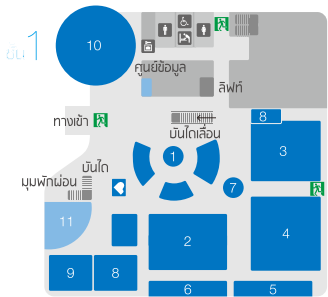 ชั้น 1
10
ศูนย์ข้อมูล
ลิฟท์
ทางเข้า
บันไดเลื่อน
8
3
1
บันได
มุมพักผ่อน
7
11
2
4
9
8
6
5